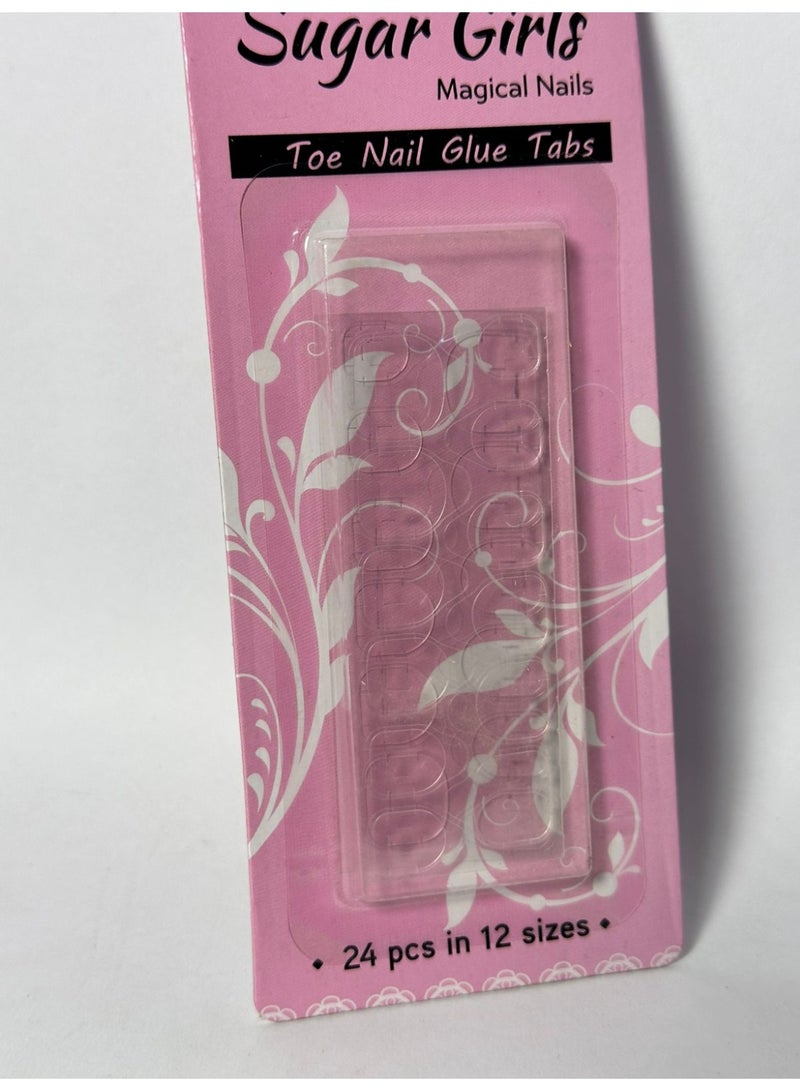 Sugar Girls
Magical Nails
Toe Nail Glue Tabs
• 24 pcs in 12 sizes •